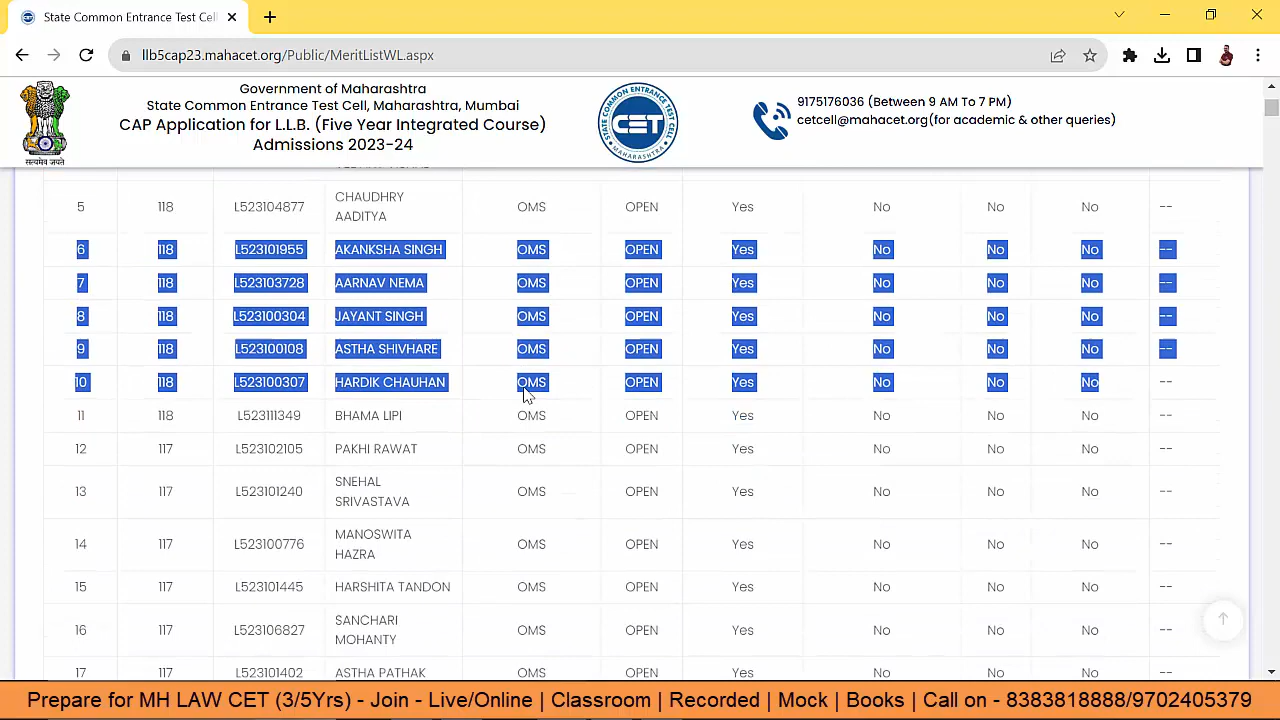 State Common Entrance Test Cell
llb5cap23.mahacet.org/Public/MeritListWL.aspx
Government of Maharashtra
State Common Entrance Test Cell, Maharashtra, Mumbai
CAP Application for L.L.B. (Five Year Integrated Course)
Admissions 2023-24
सत्यमेव जयते
STATE COMMON ENTRANCE TEST CELL
CET
MAHARASHTRA
9175176036 (Between 9 AM To 7 PM)
cetcell@mahacet.org(for academic & other queries)
5 118 L523104877 CHAUDHRY AADITYA OMS OPEN Yes No No No --
6 118 L523101955 AKANKSHA SINGH OMS OPEN Yes No No No --
7 118 L523103728 AARNAV NEMA OMS OPEN Yes No No No --
8 118 L523100304 JAYANT SINGH OMS OPEN Yes No No No --
9 118 L523100108 ASTHA SHIVHARE OMS OPEN Yes No No No --
10 118 L523100307 HARDIK CHAUHAN OMS OPEN Yes No No No --
11 118 L523111349 BHAMA LIPI OMS OPEN Yes No No No --
12 117 L523102105 PAKHI RAWAT OMS OPEN Yes No No No --
13 117 L523101240 SNEHAL SRIVASTAVA OMS OPEN Yes No No No --
14 117 L523100776 MANOSWITA HAZRA OMS OPEN Yes No No No --
15 117 L523101445 HARSHITA TANDON OMS OPEN Yes No No No --
16 117 L523106827 SANCHARI MOHANTY OMS OPEN Yes No No No --
17 117 L523101402 ASTHA PATHAK OMS OPEN Yes No No No --
Prepare for MH LAW CET (3/5Yrs) - Join - Live/Online | Classroom | Recorded | Mock | Books | Call on - 8383818888/9702405379